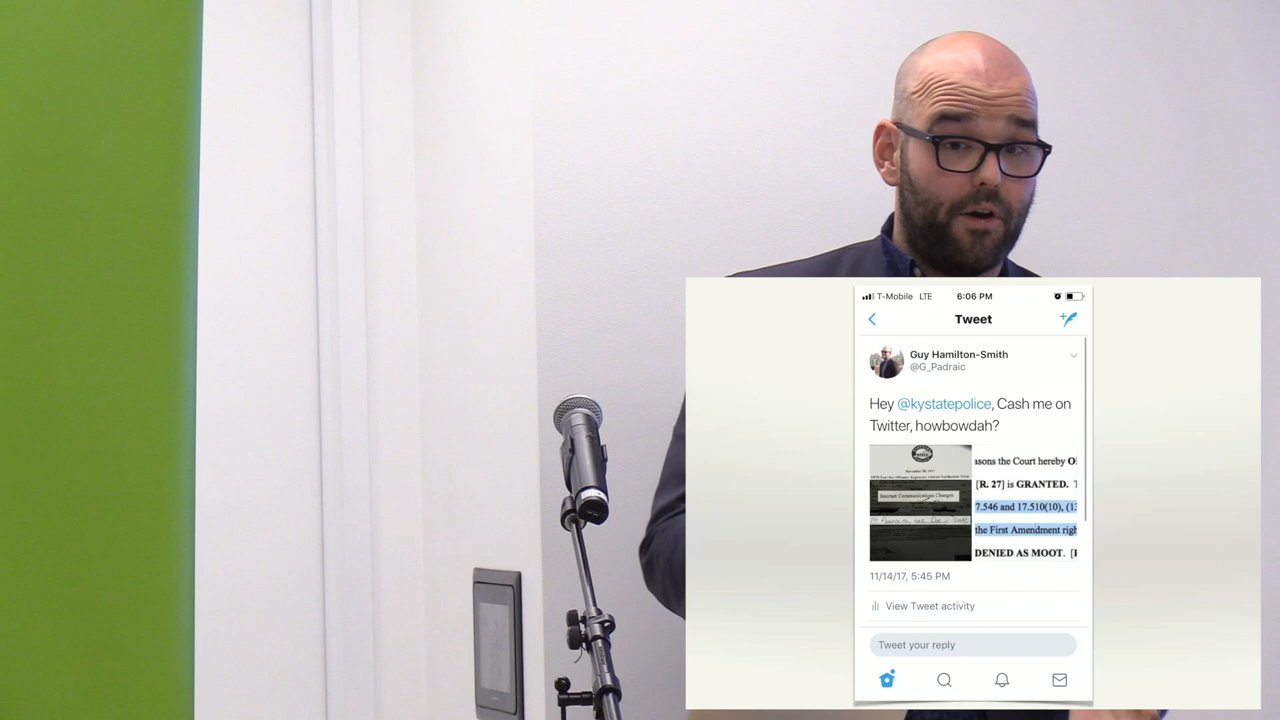 T-Mobile LTE 6:06 PM
Tweet
Guy Hamilton-Smith
@G_Padraic
Hey @kystatepolice, Cash me on
Twitter, howbowdah?
Internet Communications Changes
asons the Court hereby
[R. 27] is GRANTED.
7.546 and 17.510(10),
the First Amendment righ
DENIED AS MOOT.
11/14/17, 5:45 PM
View Tweet activity
Tweet your reply